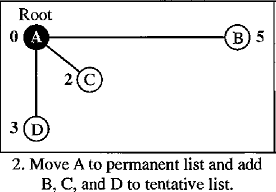 Root
0 A B 5
2 C
3 D
2. Move A to permanent list and add
B, C, and D to tentative list.